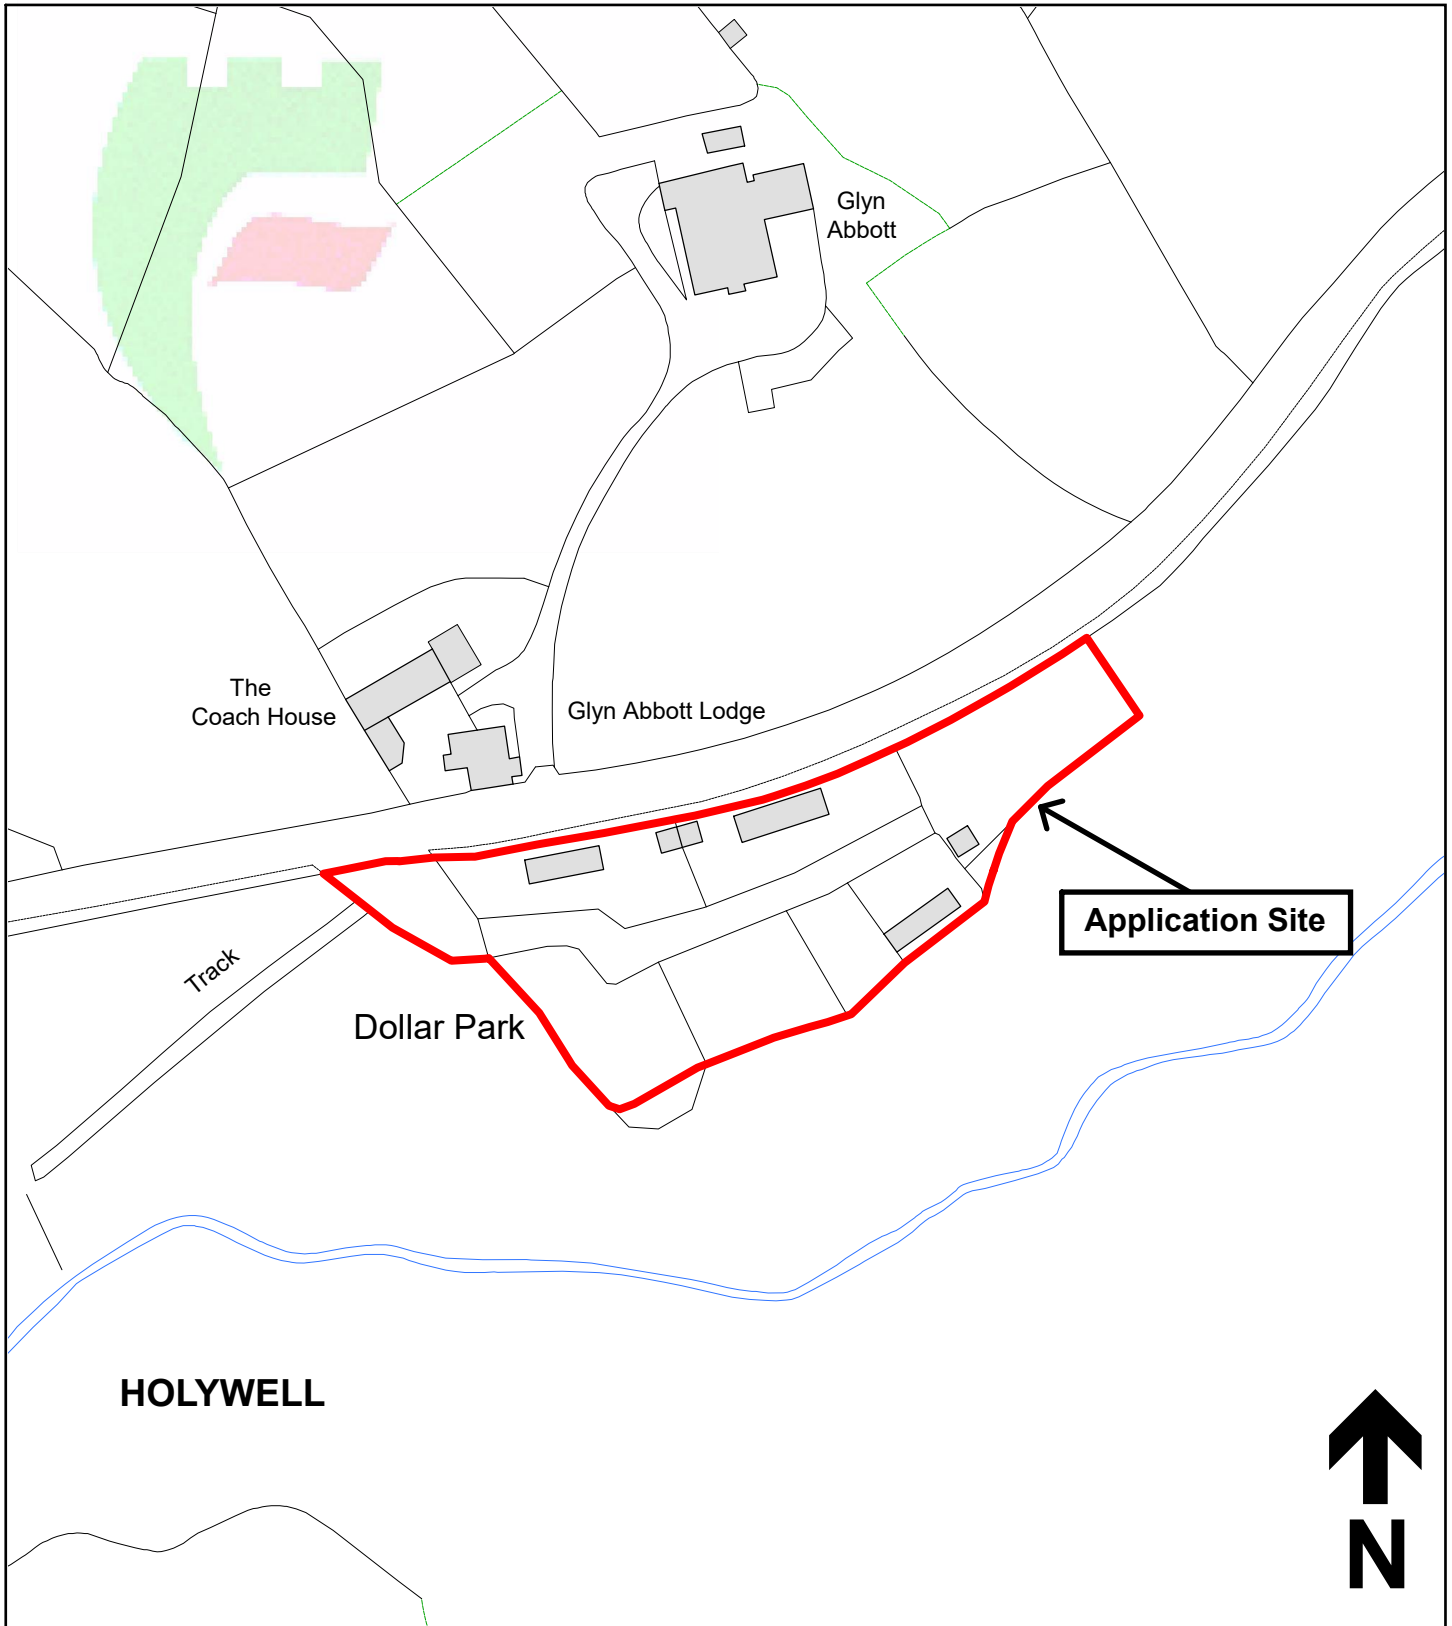 Glyn
Abbott
The
Coach House
Glyn Abbott Lodge
Application Site
Track
Dollar Park
HOLYWELL
N